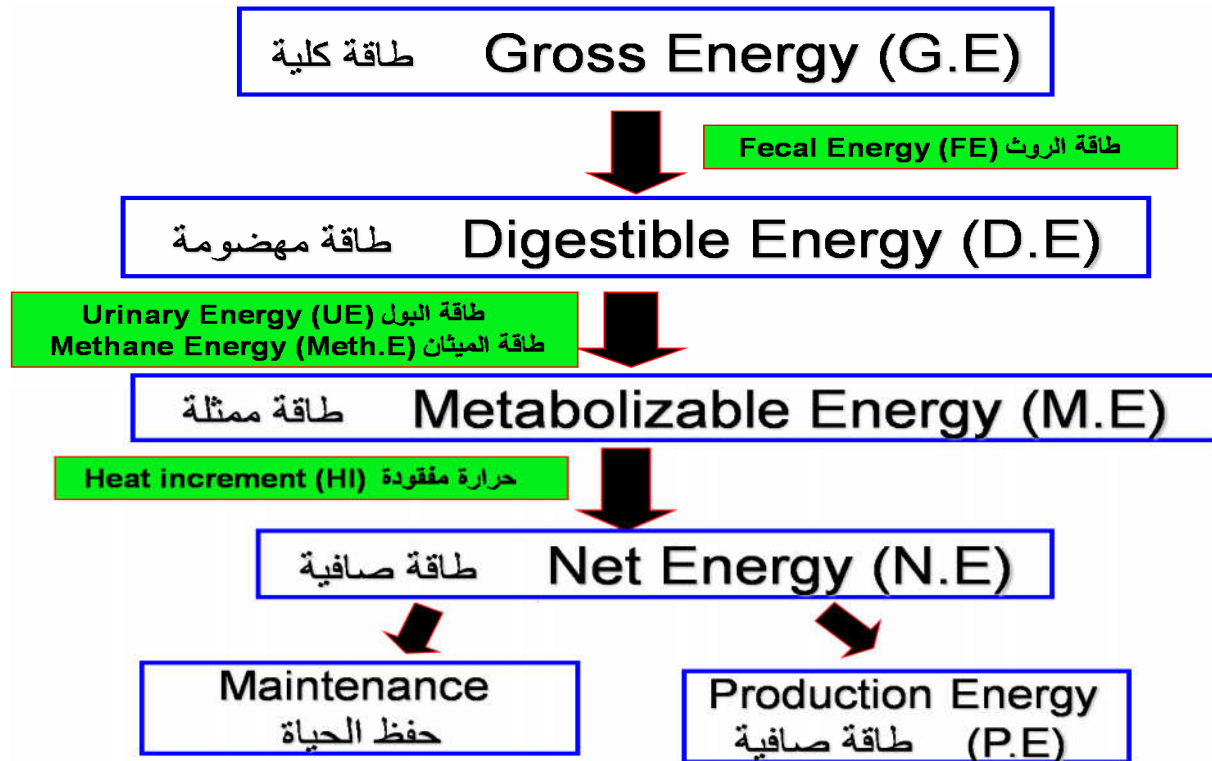 طاقة كلية Gross Energy (G.E)
Fecal Energy (FE) طاقة الروث
طاقة مهضومة Digestible Energy (D.E)
Urinary Energy (UE) طاقة البول
Methane Energy (Meth.E) طاقة الميثان
طاقة ممثلة Metabolizable Energy (M.E)
Heat increment (HI) حرارة مفقودة
طاقة صافية Net Energy (N.E)
Maintenance
حفظ الحياة
Production Energy
طاقة صافية (P.E)